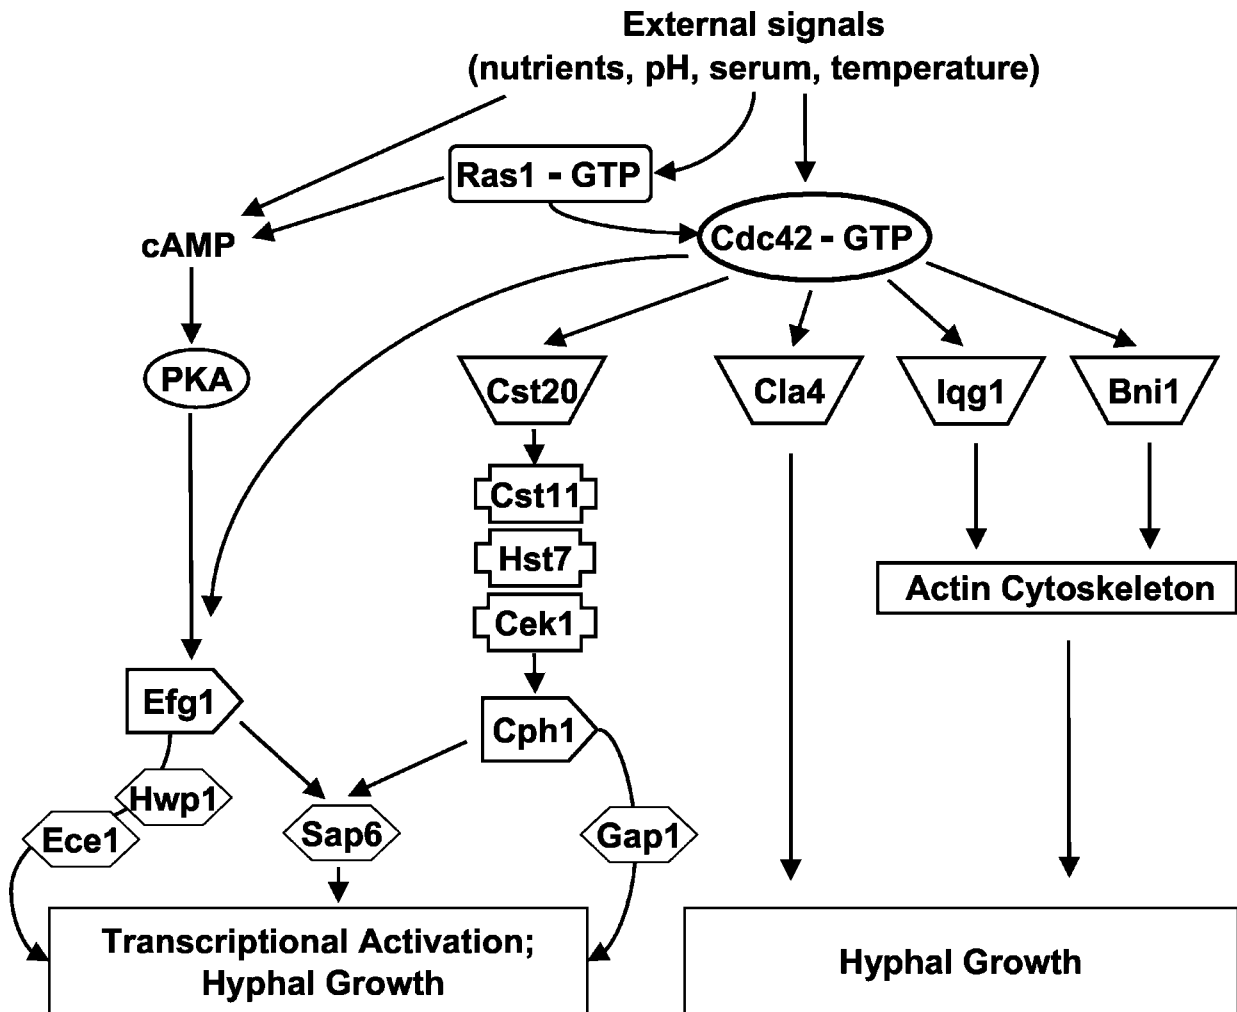 External signals
(nutrients, pH, serum, temperature)
Ras1 - GTP
cAMP
Cdc42 - GTP
PKA
Cst20
Cla4
Iqg1
Bni1
Cst11
Hst7
Actin Cytoskeleton
Cek1
Efg1
Cph1
Hwp1
Ece1
Sap6
Gap1
Transcriptional Activation;
Hyphal Growth
Hyphal Growth